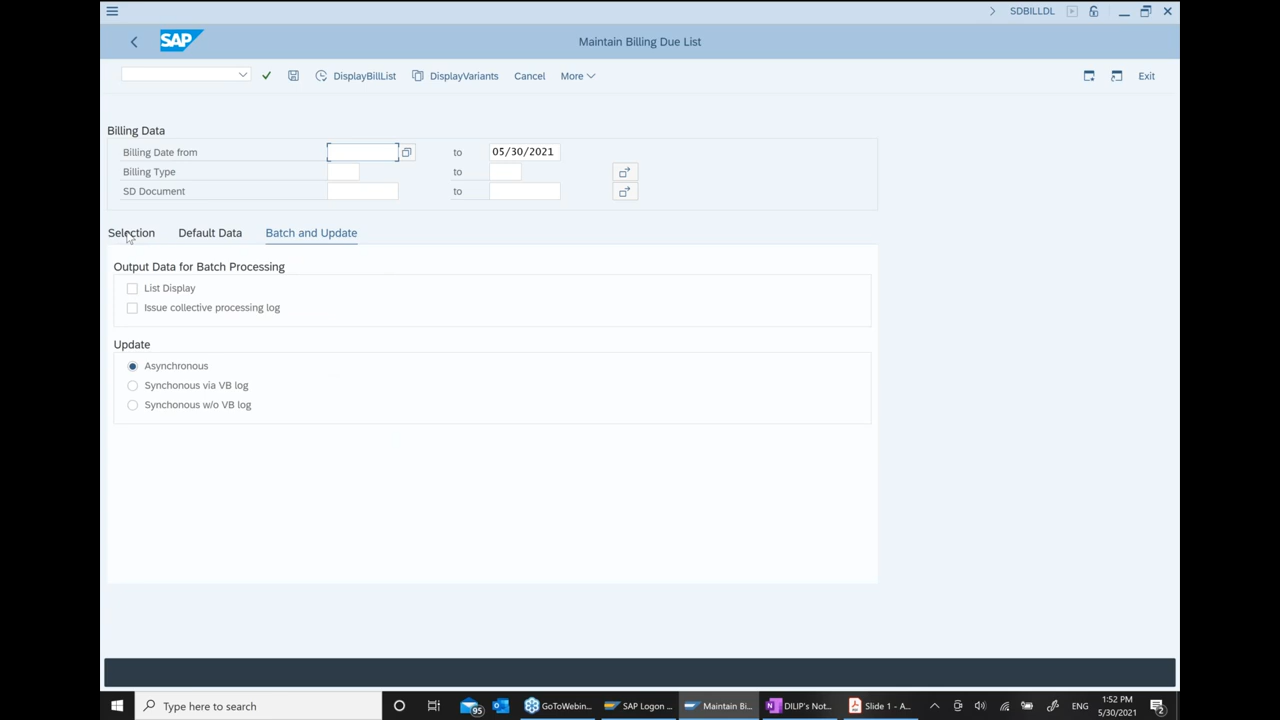 SDBILLDL
SAP Maintain Billing Due List
DisplayBillList DisplayVariants Cancel More Exit
Billing Data
Billing Date from to 05/30/2021
Billing Type to
SD Document to
Selection Default Data Batch and Update
Output Data for Batch Processing
List Display
Issue collective processing log
Update
Asynchronous
Synchonous via VB log
Synchonous w/o VB log
Type here to search 95 GoToWebin... SAP Logon ... Maintain Bi... DILIP's Not... Slide 1 - A... ENG 1:52 PM
5/30/2021 2